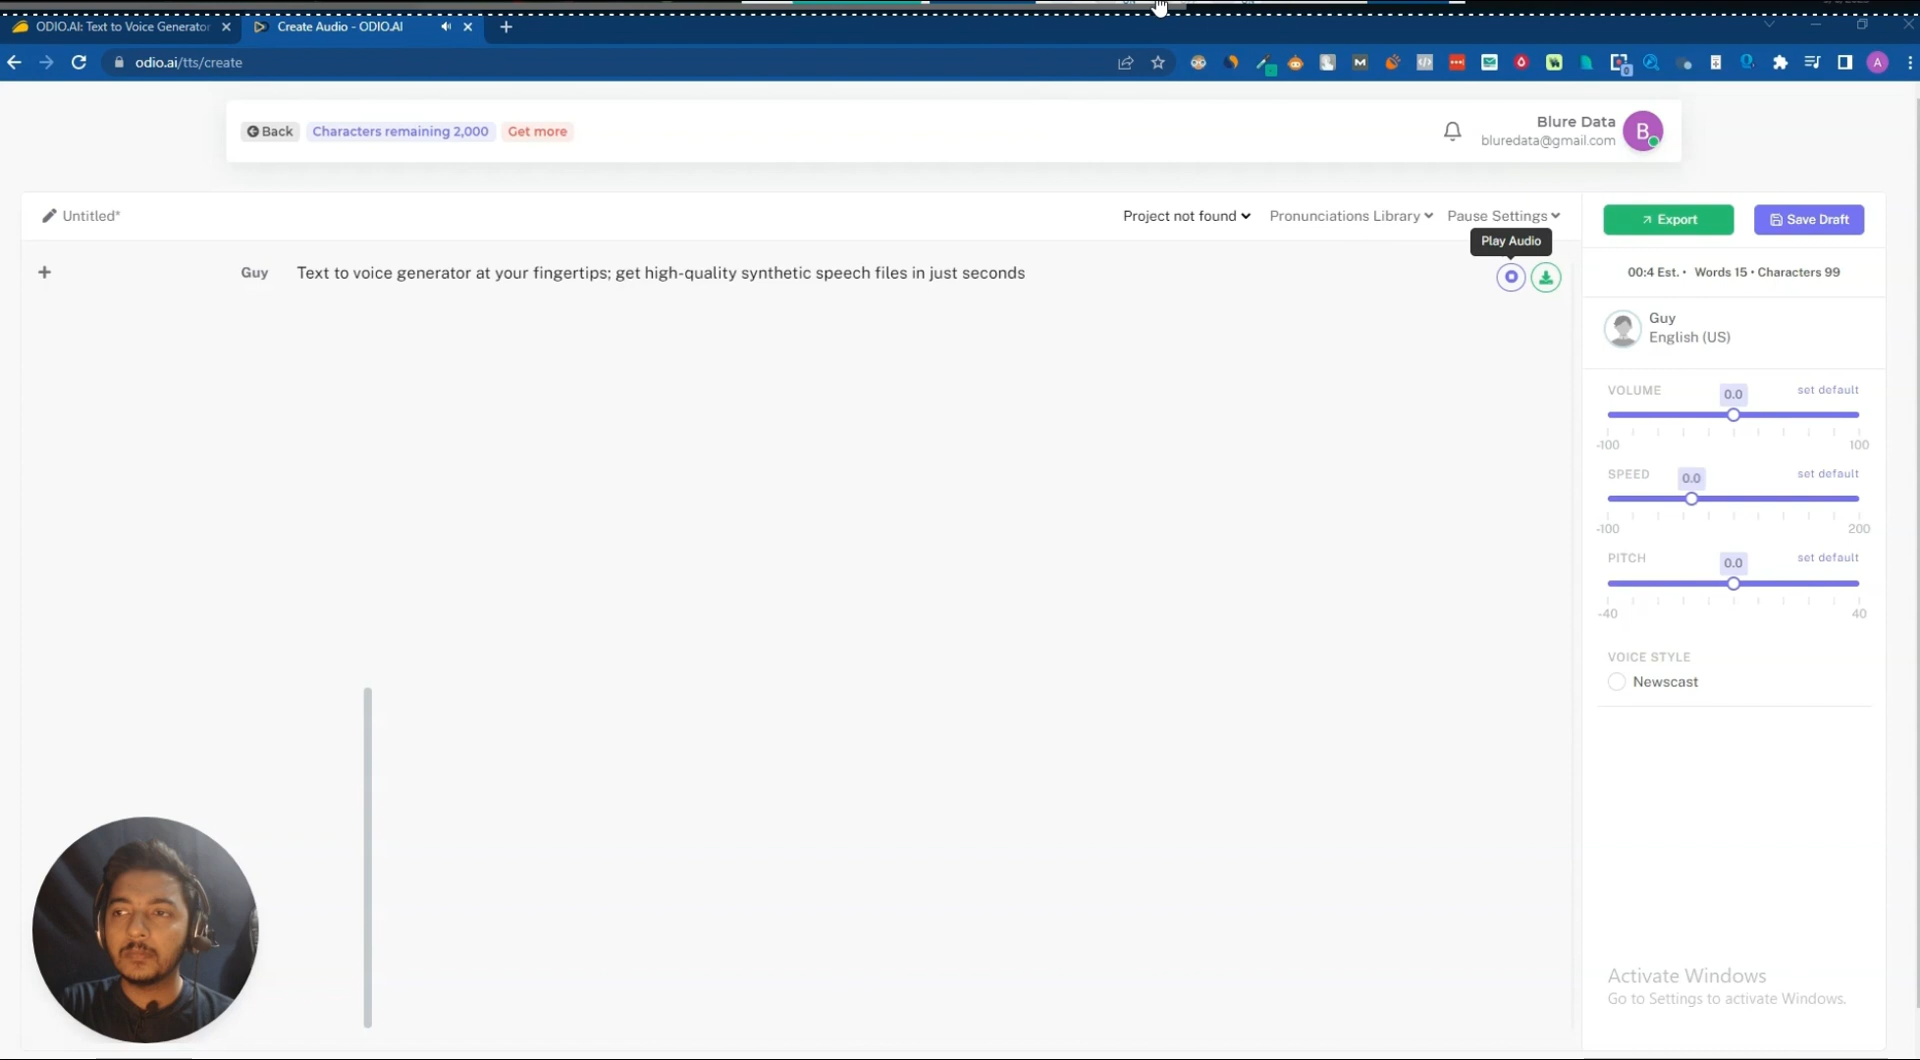 ODIO.AI: Text to Voice Generator
Create Audio - ODIO.AI
odio.ai/tts/create
A
Back
Characters remaining 2,000
Get more
Blure Data
bluredata@gmail.com
B
Untitled*
Project not found
Pronunciations Library
Pause Settings
Export
Save Draft
Play Audio
Guy
Text to voice generator at your fingertips; get high-quality synthetic speech files in just seconds
00:4 Est. • Words 15 • Characters 99
Guy
English (US)
VOLUME
0.0
set default
-100
100
SPEED
0.0
set default
-100
200
PITCH
0.0
set default
-40
40
VOICE STYLE
Newscast
Activate Windows
Go to Settings to activate Windows.